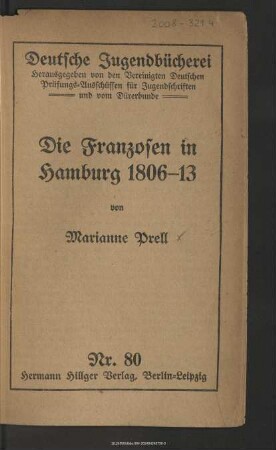 Deutsche Jugendbücherei
Herausgegeben von den Vereinigten Deutschen
Prüfungs-Ausschüssen für Jugendschriften
und vom Dürerbunde
Die Franzosen in
Hamburg 1806-13
von
Marianne Prell
Nr. 80
Hermann Hillger Verlag, Berlin-Leipzig